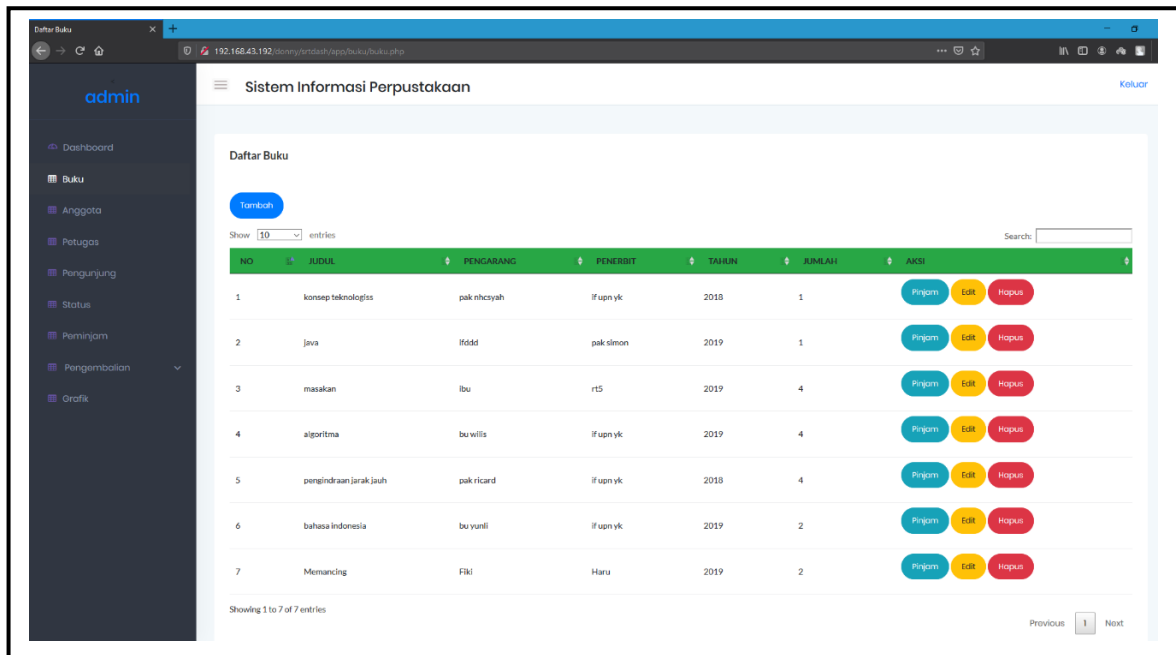 Daftar Buku
192.168.43.192/donny/srtdash/app/buku/buku.php
admin
Sistem Informasi Perpustakaan
Keluar
Dashboard
Buku
Anggota
Petugas
Pengunjung
Status
Peminjam
Pengembalian
Grafik
Daftar Buku
Tambah
Show 10 entries
Search:
NO JUDUL PENGARANG PENERBIT TAHUN JUMLAH AKSI
1 konsep teknologiss pak nhcsyah if upn yk 2018 1 Pinjam Edit Hapus
2 java lfddd pak simon 2019 1 Pinjam Edit Hapus
3 masakan ibu rt5 2019 4 Pinjam Edit Hapus
4 algoritma bu wilis if upn yk 2019 4 Pinjam Edit Hapus
5 pengindraan jarak jauh pak ricard if upn yk 2018 4 Pinjam Edit Hapus
6 bahasa indonesia bu yunli if upn yk 2019 2 Pinjam Edit Hapus
7 Memancing Fiki Haru 2019 2 Pinjam Edit Hapus
Showing 1 to 7 of 7 entries
Previous 1 Next